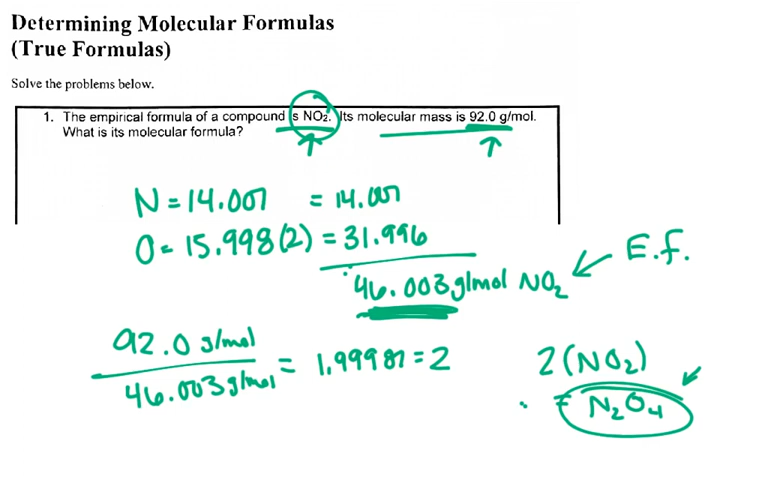 Determining Molecular Formulas
(True Formulas)
Solve the problems below.
1. The empirical formula of a compound is NO₂. Its molecular mass is 92.0 g/mol.
What is its molecular formula?
N = 14.007 = 14.007
O = 15.998(2) = 31.996
46.003 g/mol NO₂
E.f.
92.0 g/mol
46.003 g/mol
= 1.99987 = 2
2(NO₂)
= N₂O₄